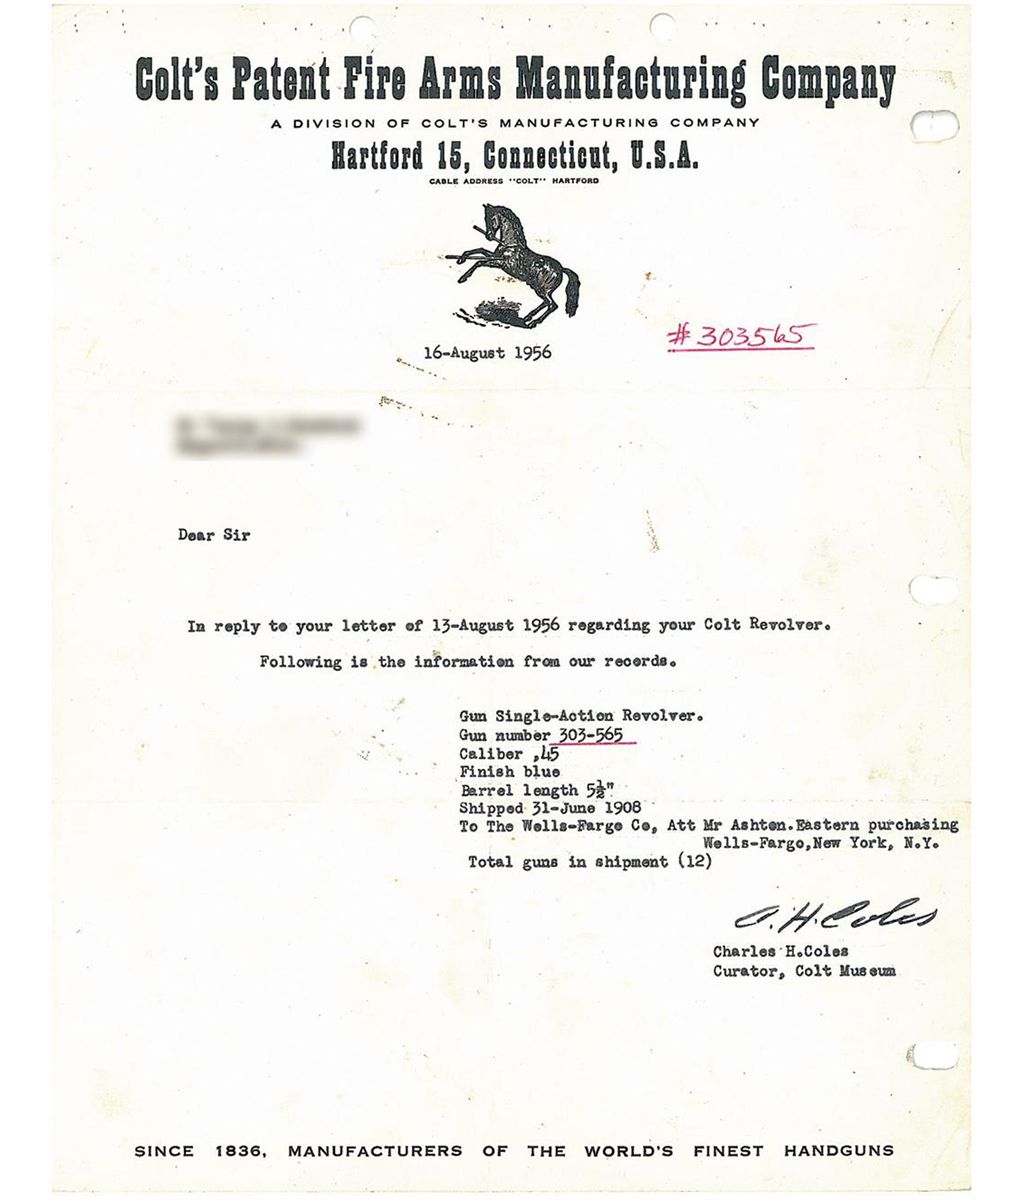 Colt's Patent Fire Arms Manufacturing Company
A DIVISION OF COLT'S MANUFACTURING COMPANY
Hartford 15, Connecticut, U.S.A.
CABLE ADDRESS "COLT" HARTFORD
# 303565
16-August 1956
Dear Sir
In reply to your letter of 13-August 1956 regarding your Colt Revolver.
Following is the information from our records.
Gun Single-Action Revolver.
Gun number 303-565
Caliber ,45
Finish blue
Barrel length 5½"
Shipped 31-June 1908
To The Wells-Fargo Co, Att Mr Ashton.Eastern purchasing
Wells-Fargo,New York, N.Y.
Total guns in shipment (12)
C.H.Coles
Charles H.Coles
Curator, Colt Museum
SINCE 1836, MANUFACTURERS OF THE WORLD'S FINEST HANDGUNS